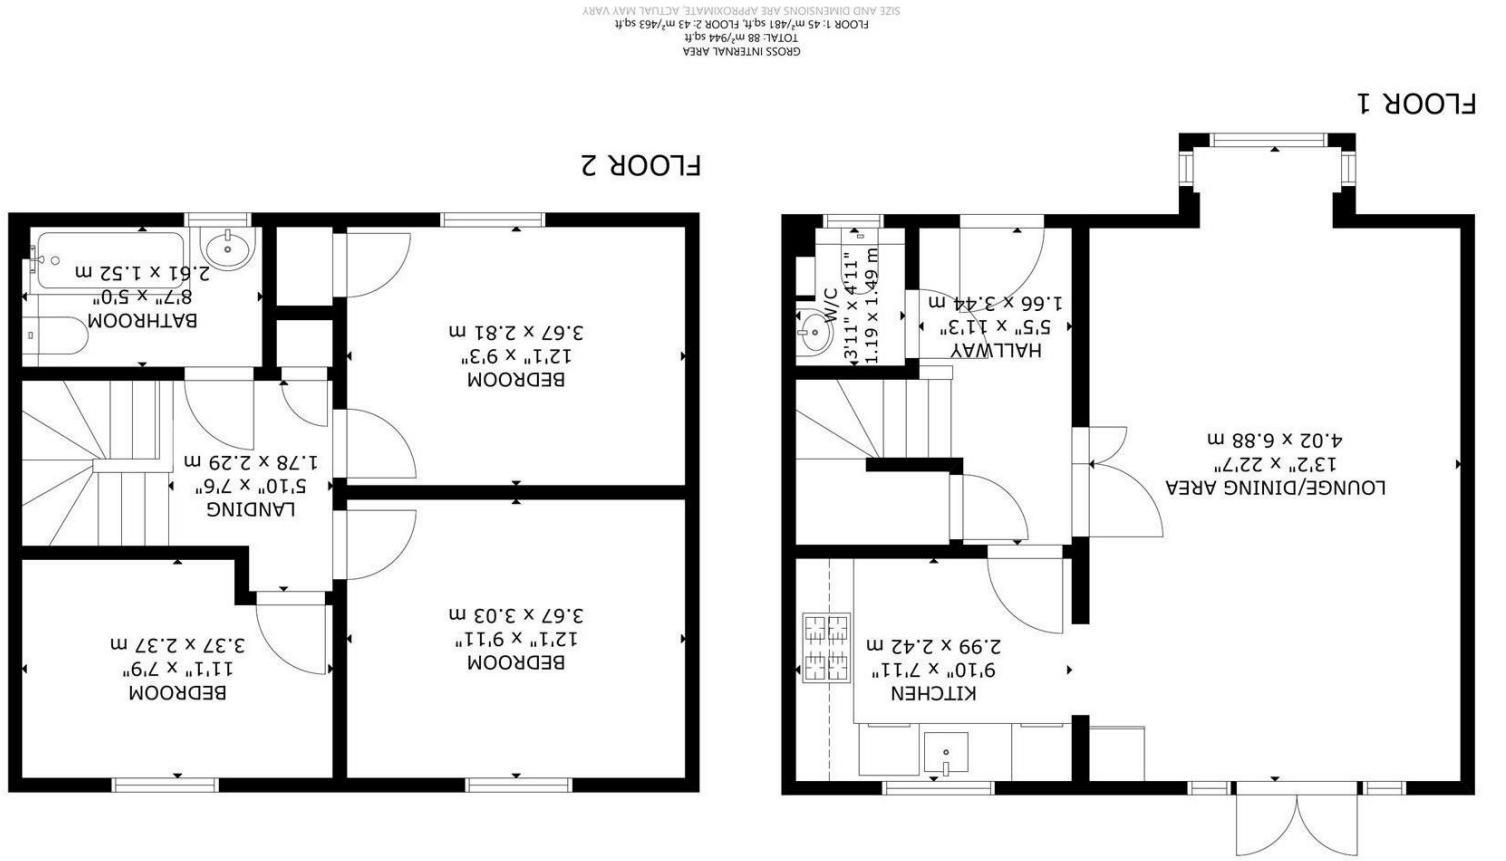 FLOOR 1
LOUNGE/DINING AREA
13'2" x 22'7"
4.02 x 6.88 m
KITCHEN
9'10" x 7'11"
2.99 x 2.42 m
HALLWAY
5'5" x 11'3"
1.66 x 3.44 m
W/C
3'11" x 4'11"
1.19 x 1.49 m
FLOOR 2
BEDROOM
12'1" x 9'11"
3.67 x 3.03 m
BEDROOM
11'1" x 7'9"
3.37 x 2.37 m
LANDING
5'10" x 7'6"
1.78 x 2.29 m
BEDROOM
12'1" x 9'3"
3.67 x 2.81 m
BATHROOM
8'7" x 5'0"
2.61 x 1.52 m
GROSS INTERNAL AREA
TOTAL: 88 m²/944 sq.ft
FLOOR 1: 45 m²/481 sq.ft, FLOOR 2: 43 m²/463 sq.ft
SIZE AND DIMENSIONS ARE APPROXIMATE, ACTUAL MAY VARY